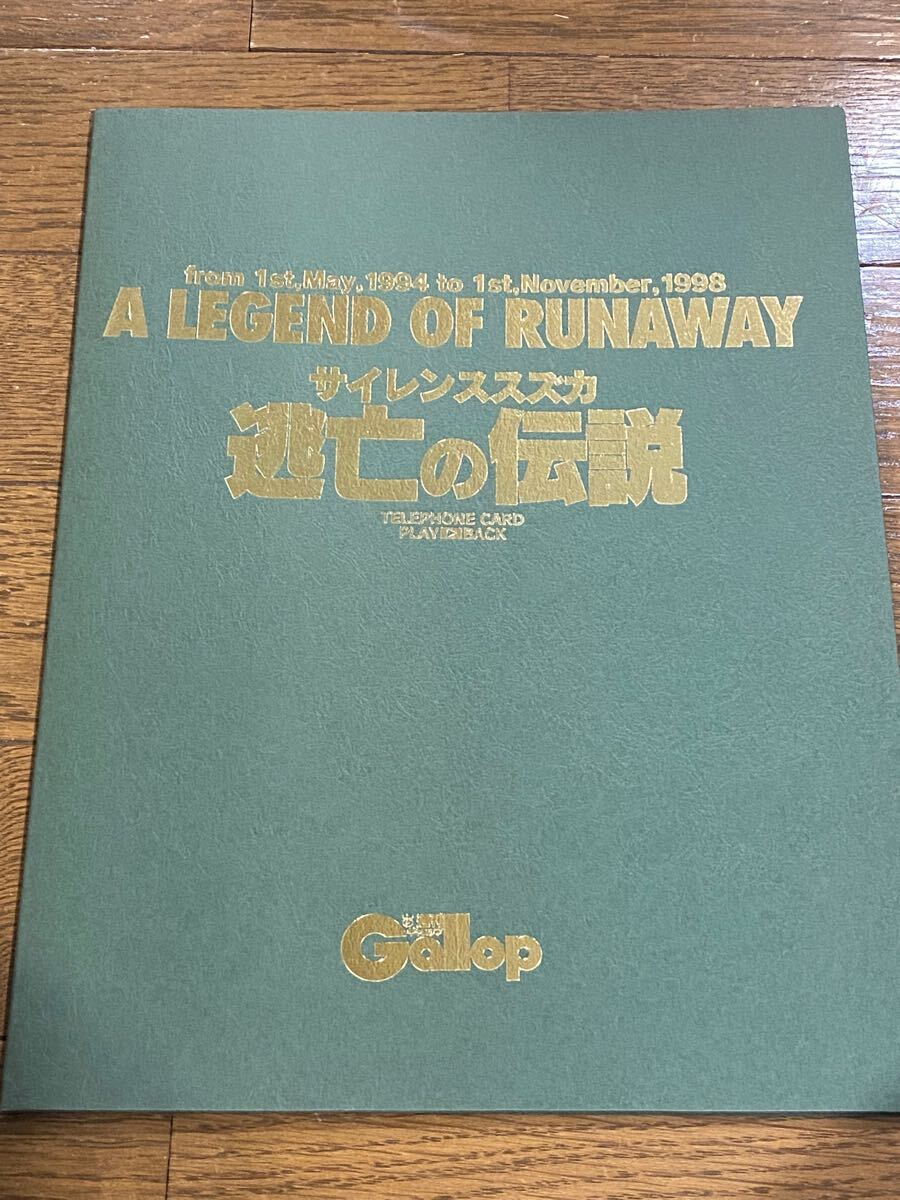 from 1st,May,1994 to 1st,November,1998
A LEGEND OF RUNAWAY
サイレンススズカ
逃亡の伝説
TELEPHONE CARD
PLAY BACK
Gallop